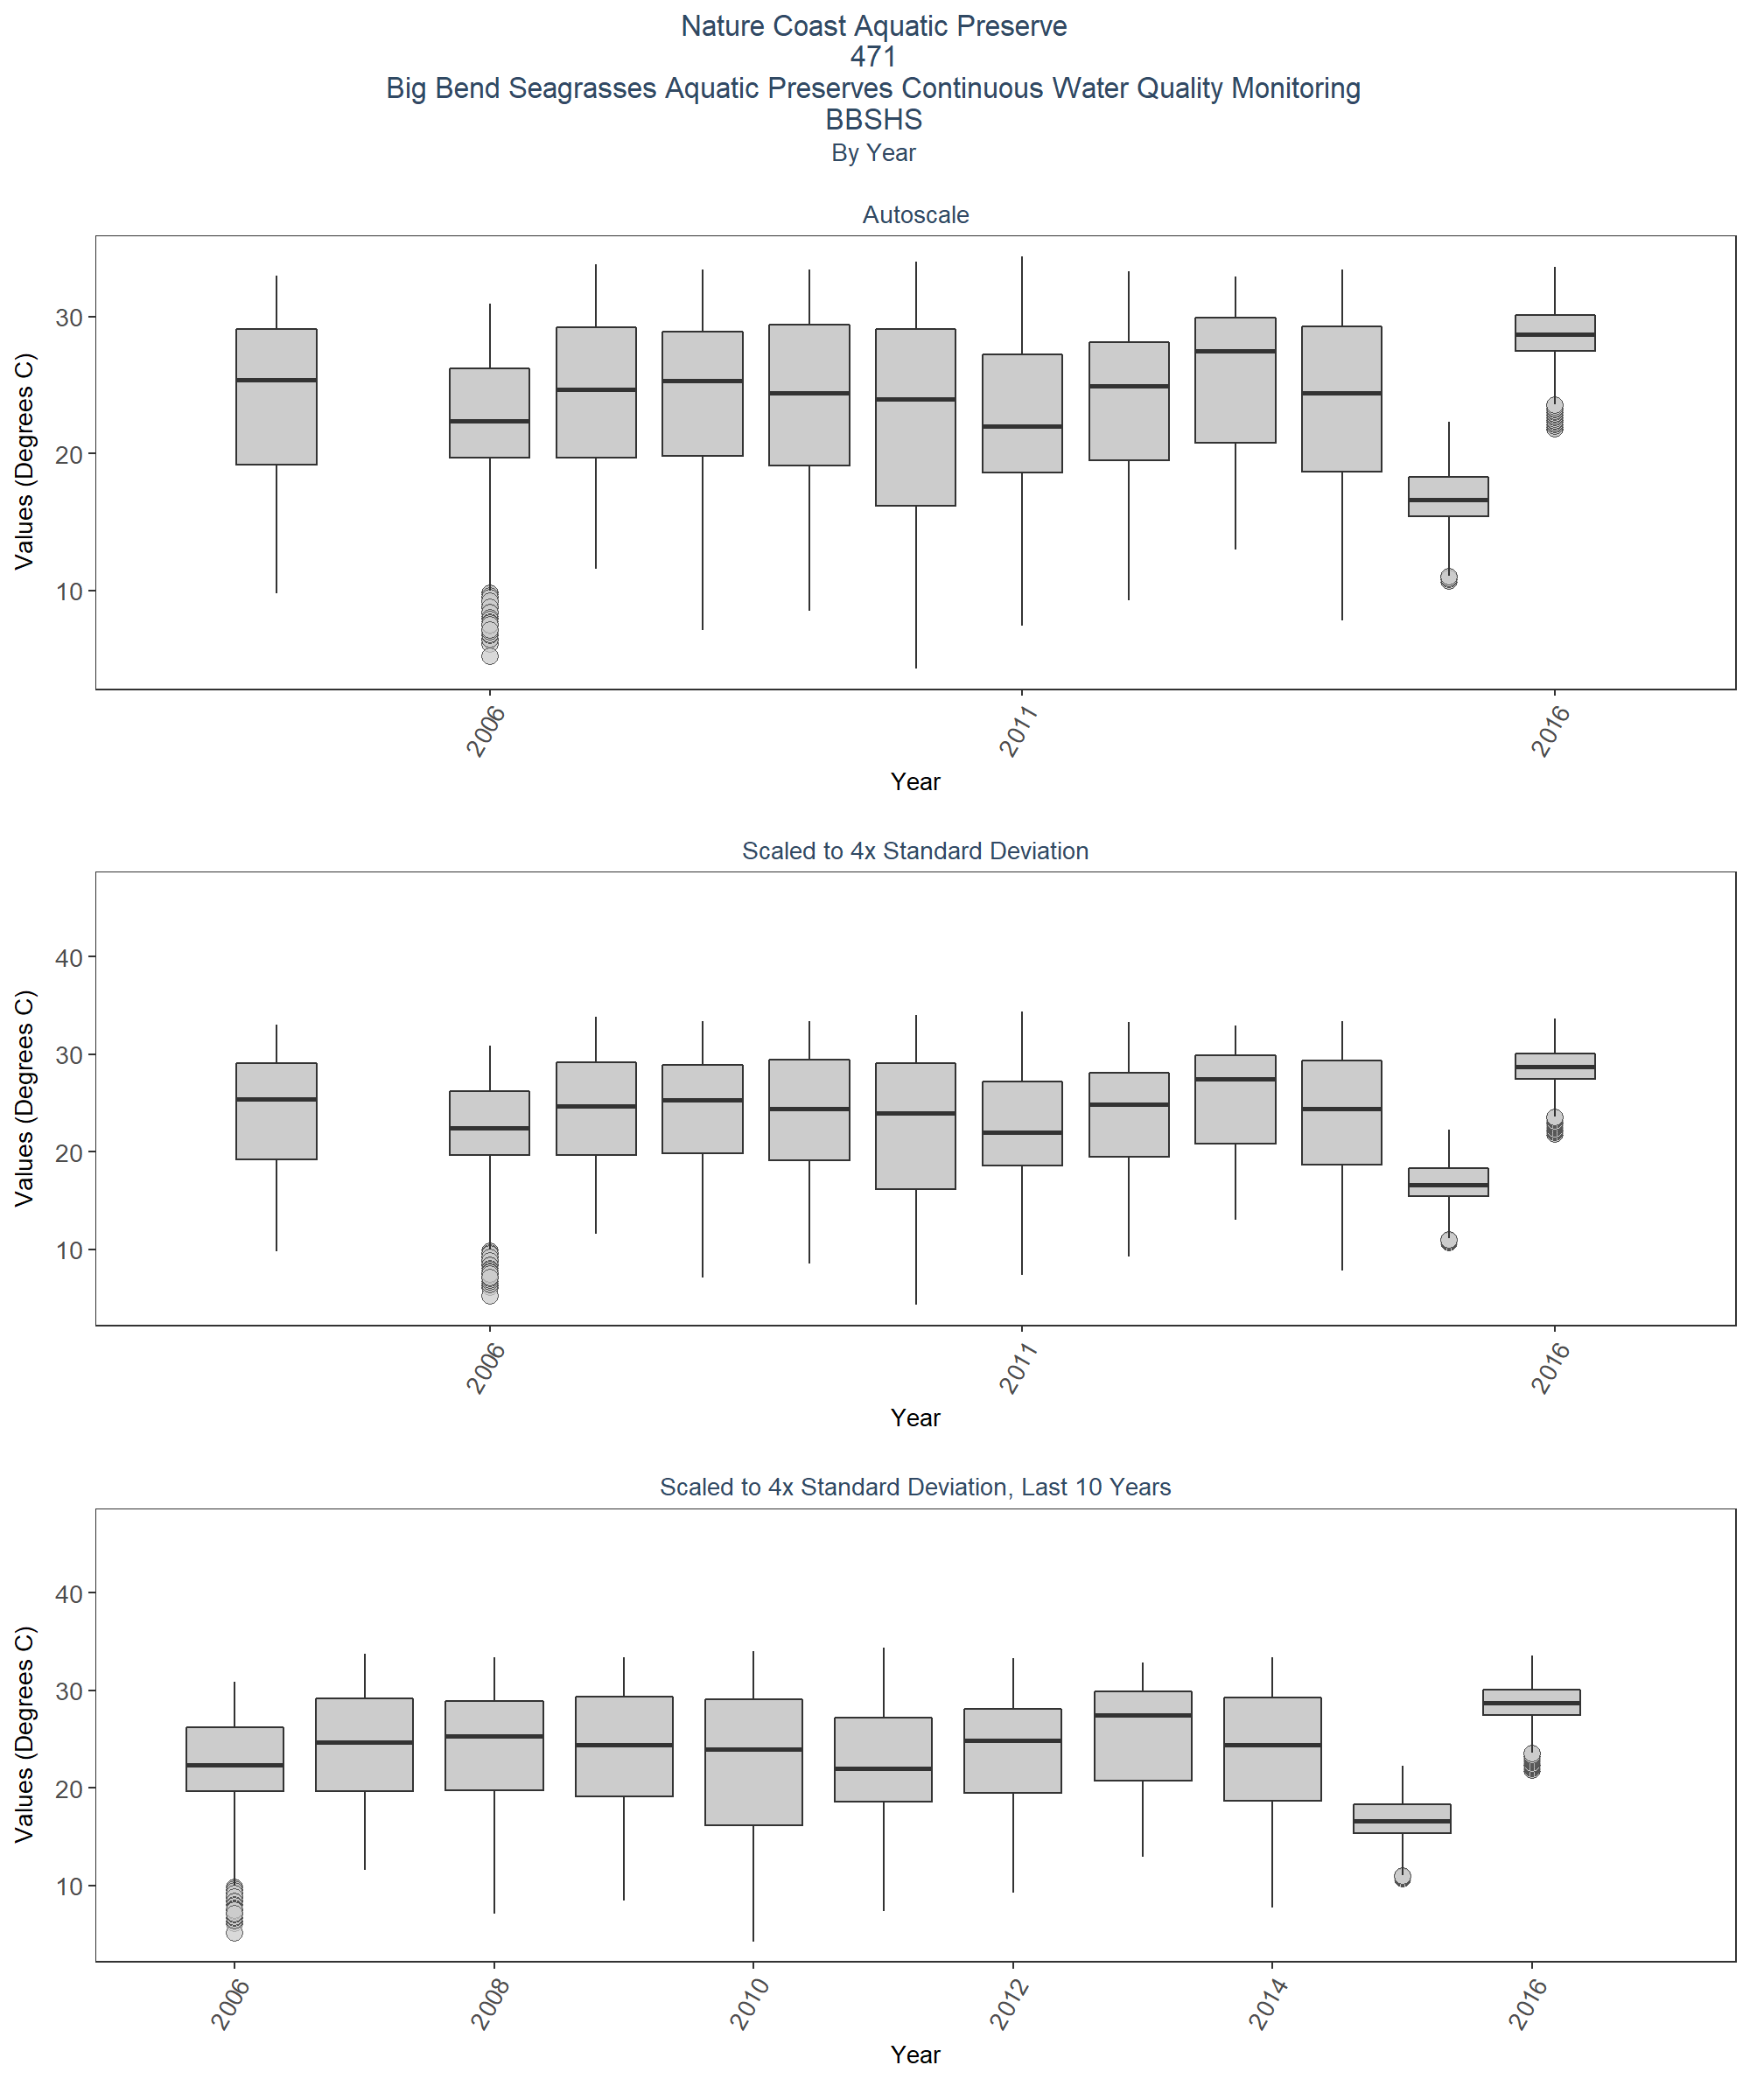 Nature Coast Aquatic Preserve
471
Big Bend Seagrasses Aquatic Preserves Continuous Water Quality Monitoring
BBSHS
By Year
Autoscale
Values (Degrees C)
30
20
10
2006
2011
2016
Year
Scaled to 4x Standard Deviation
Values (Degrees C)
40
30
20
10
2006
2011
2016
Year
Scaled to 4x Standard Deviation, Last 10 Years
Values (Degrees C)
40
30
20
10
2006
2008
2010
2012
2014
2016
Year